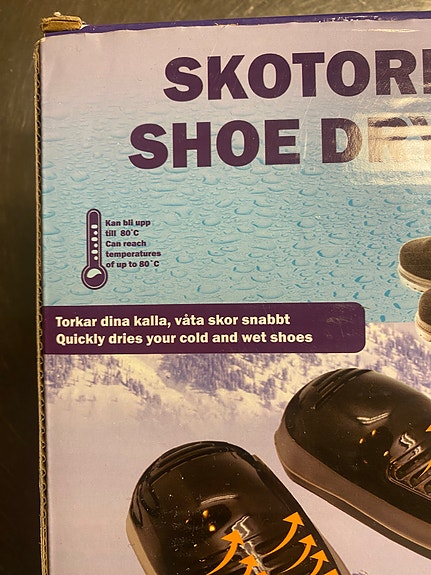 SKOTOR
SHOE DRY
Kan bli upp
till 80°C
Can reach
temperatures
of up to 80°C
Torkar dina kalla, våta skor snabbt
Quickly dries your cold and wet shoes